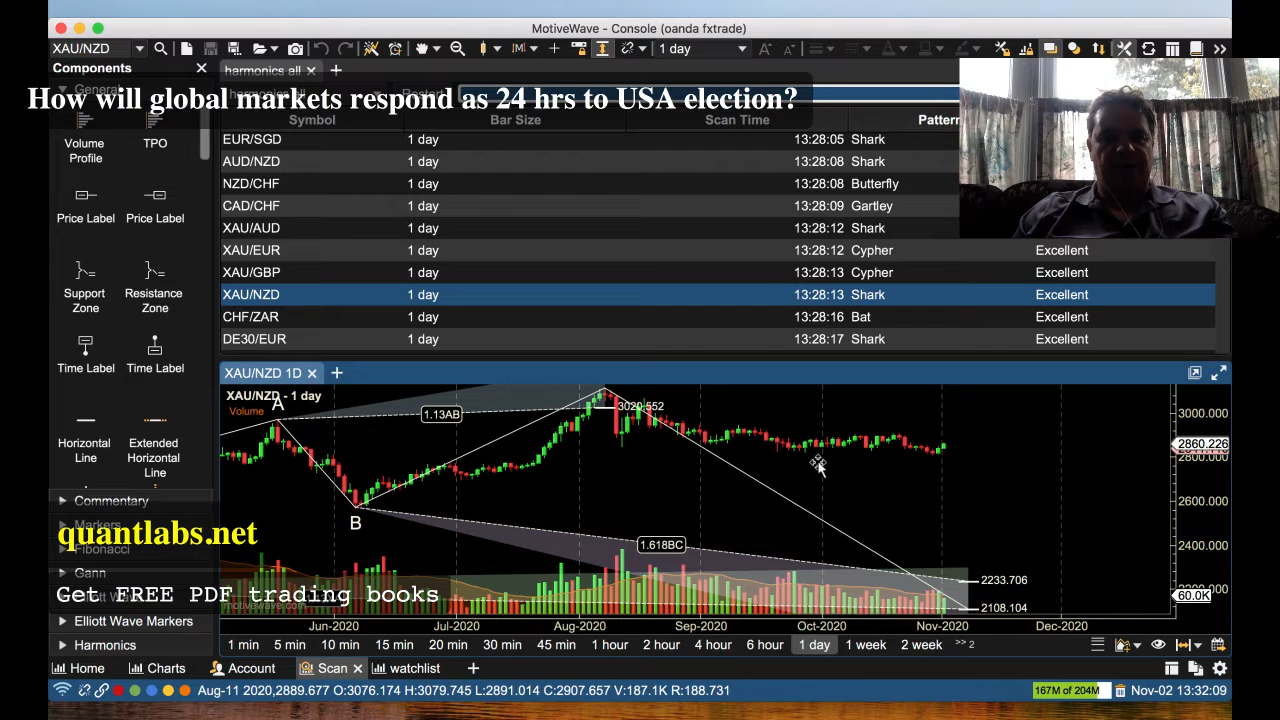 MotiveWave - Console (oanda fxtrade)
XAU/NZD
1 day
Components
harmonics all
General
harmonics all
Restart
How will global markets respond as 24 hrs to USA election?
Symbol Bar Size Scan Time Pattern
Volume Profile
TPO
Price Label
Price Label
Support Zone
Resistance Zone
Time Label
Time Label
Horizontal Line
Extended Horizontal Line
Commentary
Markers
quantlabs.net
Fibonacci
Gann
Get FREE PDF trading books
Elliott Wave Markers
Harmonics
EUR/SGD 1 day 13:28:05 Shark
AUD/NZD 1 day 13:28:08 Shark
NZD/CHF 1 day 13:28:08 Butterfly
CAD/CHF 1 day 13:28:09 Gartley
XAU/AUD 1 day 13:28:12 Shark
XAU/EUR 1 day 13:28:12 Cypher Excellent
XAU/GBP 1 day 13:28:13 Cypher Excellent
XAU/NZD 1 day 13:28:13 Shark Excellent
CHF/ZAR 1 day 13:28:16 Bat Excellent
DE30/EUR 1 day 13:28:17 Shark Excellent
XAU/NZD 1D
XAU/NZD - 1 day
Volume
A
1.13AB
3020.552
3000.000
2860.226
2800.000
2600.000
B
1.618BC
2400.000
2233.706
60.0K
2108.104
motivewave.com
Jun-2020 Jul-2020 Aug-2020 Sep-2020 Oct-2020 Nov-2020 Dec-2020
1 min 5 min 10 min 15 min 20 min 30 min 45 min 1 hour 2 hour 4 hour 6 hour 1 day 1 week 2 week >> 2
Home Charts Account Scan watchlist
Aug-11 2020,2889.677 O:3076.174 H:3079.745 L:2891.014 C:2907.657 V:187.1K R:188.731
167M of 204M
Nov-02 13:32:09